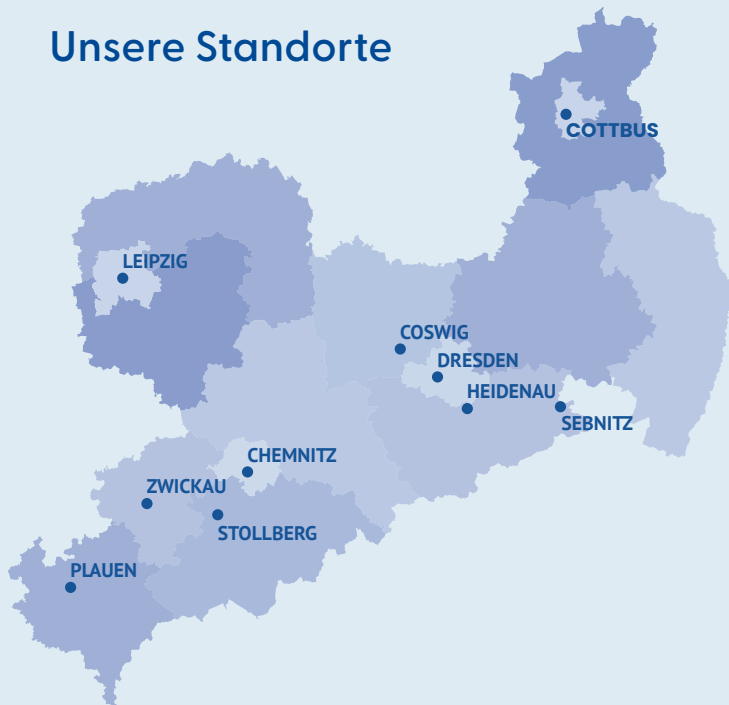 Unsere Standorte
COTTBUS
LEIPZIG
COSWIG
DRESDEN
HEIDENAU
SEBNITZ
CHEMNITZ
ZWICKAU
STOLLBERG
PLAUEN